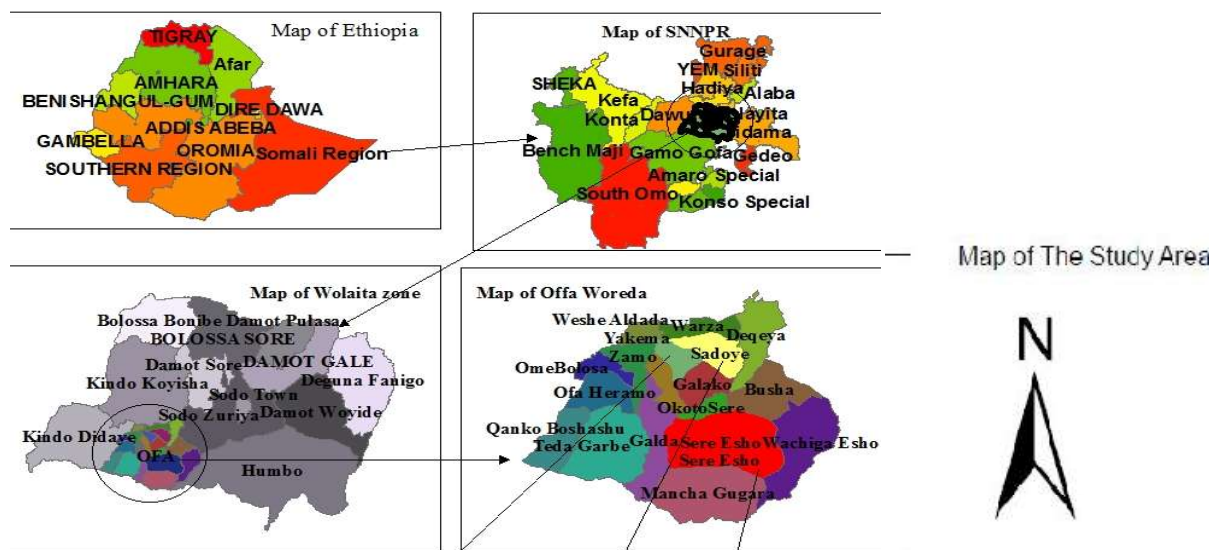 Map of Ethiopia
TIGRAY
Afar
AMHARA
BENISHANGUL-GUM
DIRE DAWA
ADDIS ABEBA
GAMBELLA
OROMIA
Somali Region
SOUTHERN REGION
Map of SNNPR
Gurage
YEM Siliti
SHEKA
Hadiya
Alaba
Kefa
Konta
Dawu
Bench Maji
Gamo Gofa
Gedeo
Amaro Special
South Omo
Konso Special
Map of The Study Area
N
Map of Wolaita zone
Bolossa Bonibe Damot Pulasa
BOLOSSA SORE
Damot Sore
DAMOT GALE
Kindo Koyisha
Deguna Fanigo
Sodo Town
Sodo Zuriya
Damot Woyide
Kindo Didaye
OFA
Humbo
Map of Offa Woreda
Weshe Aldada
Warza
Yakema
Deqeya
Zamo
Sadoye
OmeBolosa
Galako
Busha
Ofa Heramo
OkotoSere
Qanko Boshashu
Teda Garbe
Galda
Sere Esho
Wachiga Esho
Sere Esho
Mancha Gugara